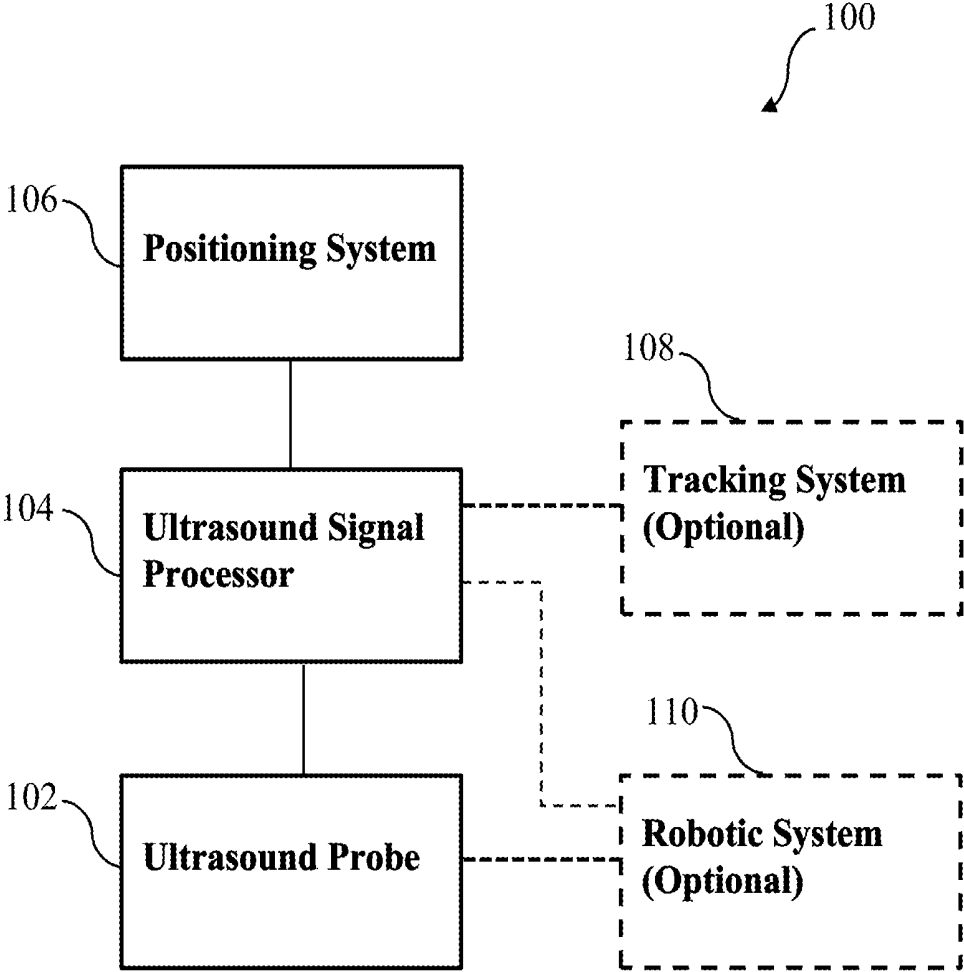 100
106
Positioning System
108
Tracking System
(Optional)
104
Ultrasound Signal
Processor
110
Robotic System
(Optional)
102
Ultrasound Probe